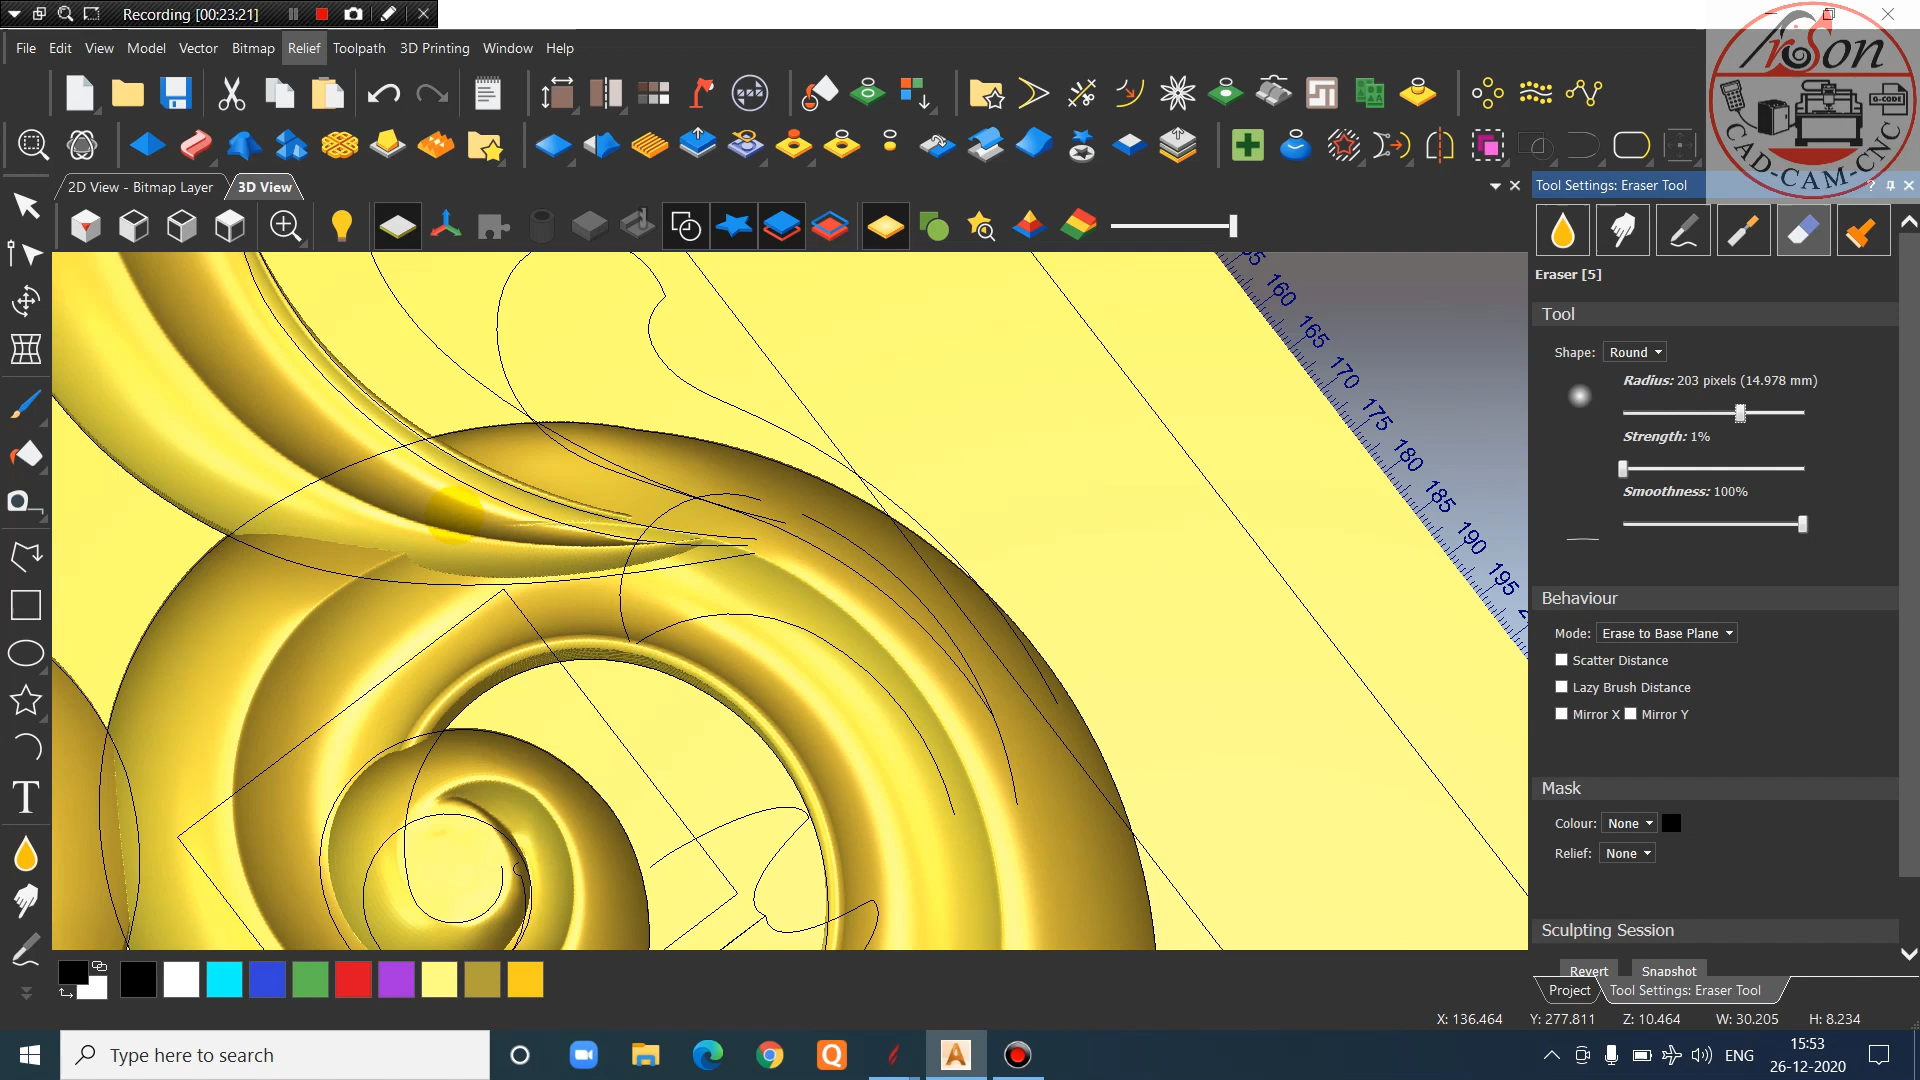 Recording [00:23:21]
File Edit View Model Vector Bitmap Relief Toolpath 3D Printing Window Help
ArSon
G-CODE
CAD-CAM-CNC
2D View - Bitmap Layer
3D View
Tool Settings: Eraser Tool
Eraser [5]
Tool
Shape: Round
Radius: 203 pixels (14.978 mm)
Strength: 1%
Smoothness: 100%
160
165
170
175
180
185
190
195
Behaviour
Mode: Erase to Base Plane
Scatter Distance
Lazy Brush Distance
Mirror X Mirror Y
Mask
Colour: None
Relief: None
Sculpting Session
Revert Snapshot
Project Tool Settings: Eraser Tool
X: 136.464 Y: 277.811 Z: 10.464 W: 30.205 H: 8.234
Type here to search
ENG
15:53
26-12-2020